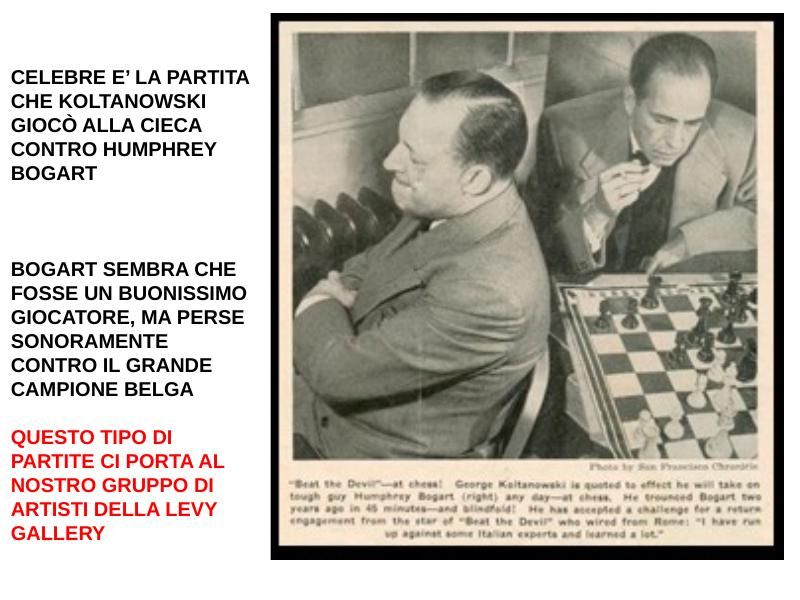 CELEBRE E’ LA PARTITA
CHE KOLTANOWSKI
GIOCÒ ALLA CIECA
CONTRO HUMPHREY
BOGART
BOGART SEMBRA CHE
FOSSE UN BUONISSIMO
GIOCATORE, MA PERSE
SONORAMENTE
CONTRO IL GRANDE
CAMPIONE BELGA
QUESTO TIPO DI
PARTITE CI PORTA AL
NOSTRO GRUPPO DI
ARTISTI DELLA LEVY
GALLERY
Photo by San Francisco Chronicle
"Beat the Devil"—at chess! George Koltanowski is quoted to effect he will take on
tough guy Humphrey Bogart (right) any day—at chess. He trounced Bogart two
years ago in 45 minutes—and blindfold! He has accepted a challenge for a return
engagement from the star of "Beat the Devil" who wired from Rome: "I have run
up against some Italian experts and learned a lot."